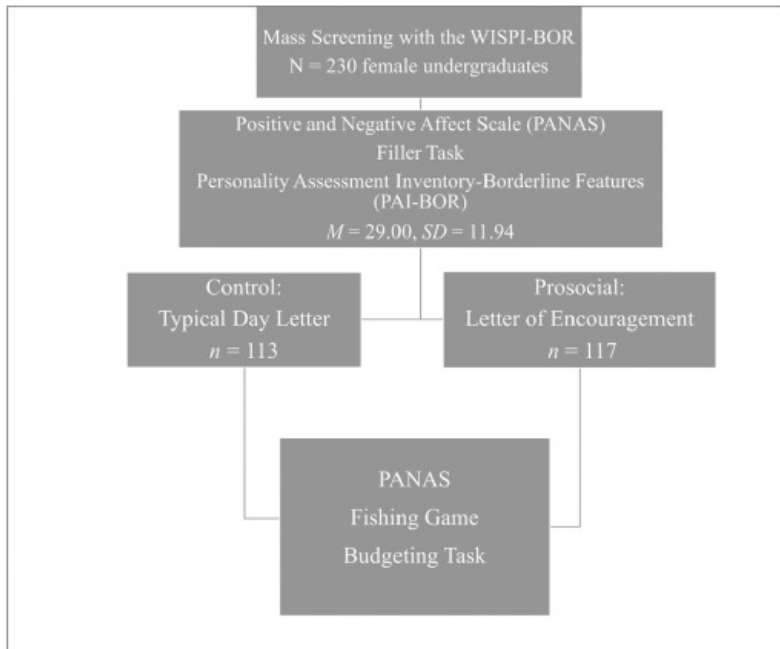 Mass Screening with the WISPI-BOR
N = 230 female undergraduates
Positive and Negative Affect Scale (PANAS)
Filler Task
Personality Assessment Inventory-Borderline Features
(PAI-BOR)
M = 29.00, SD = 11.94
Control:
Typical Day Letter
n = 113
Prosocial:
Letter of Encouragement
n = 117
PANAS
Fishing Game
Budgeting Task